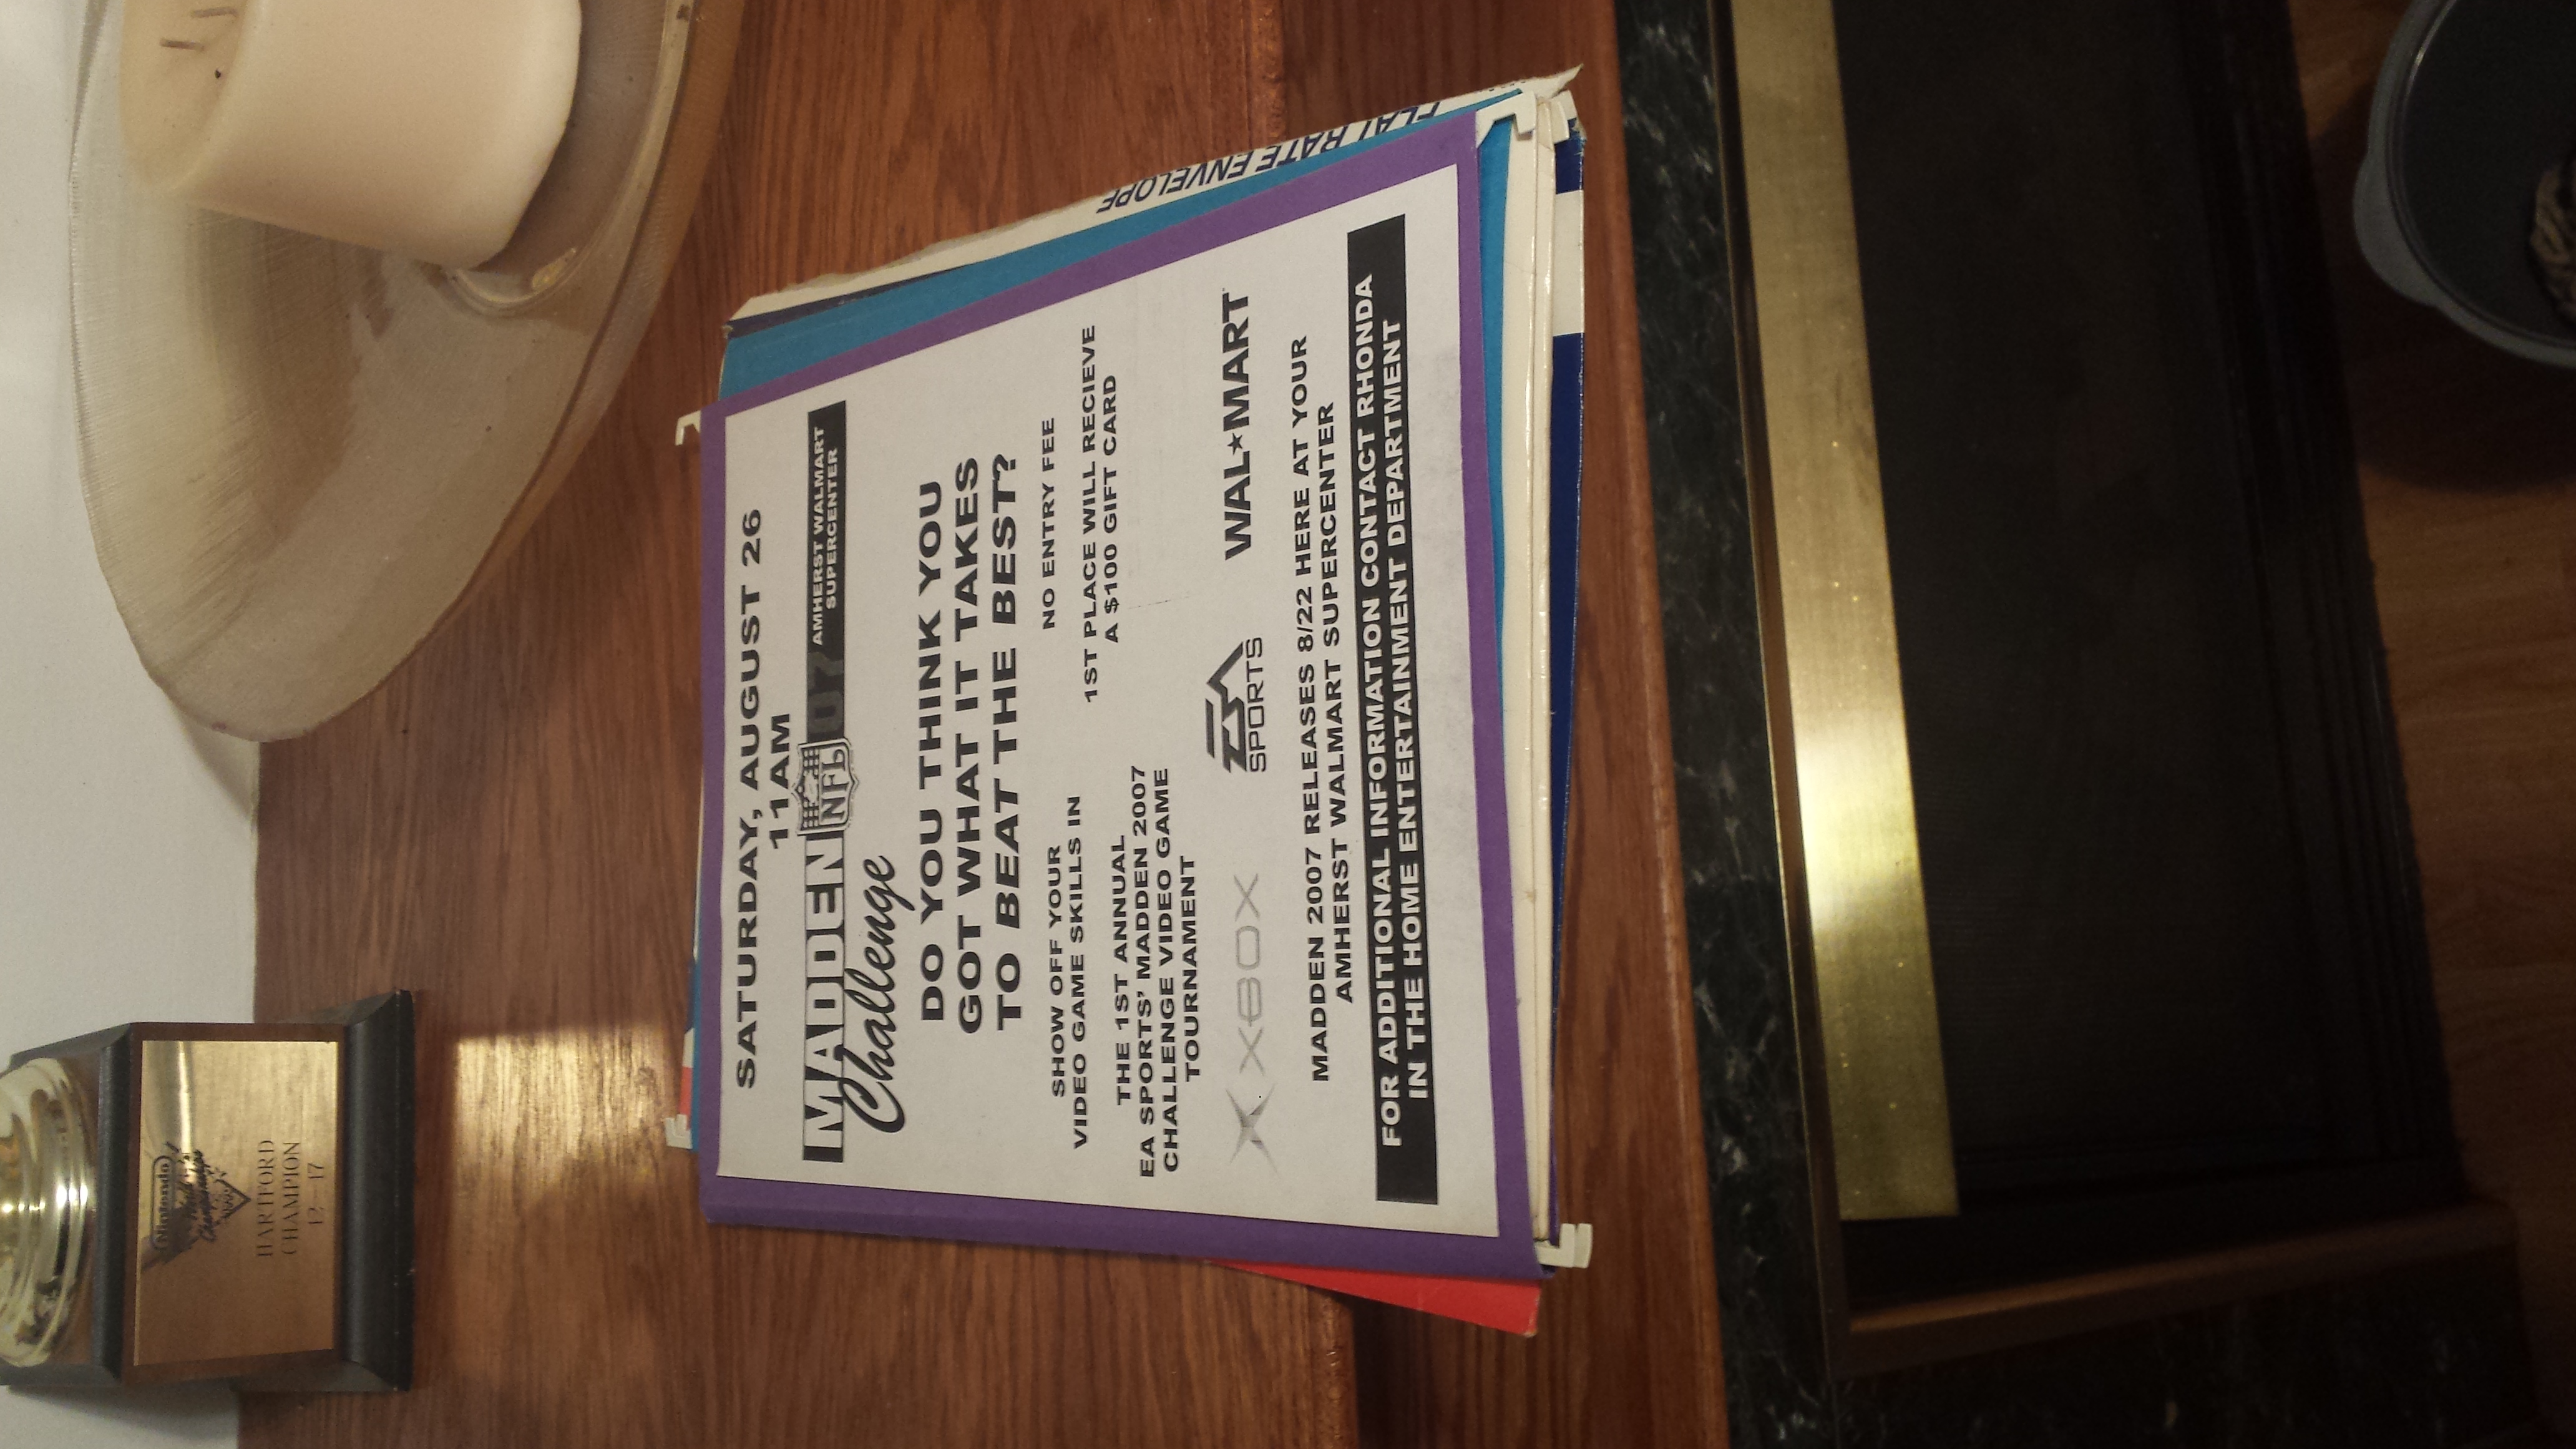 SATURDAY, AUGUST 26
11AM
MADDEN NFL 07 AMHERST WALMART
SUPERCENTER
Challenge
DO YOU THINK YOU
GOT WHAT IT TAKES
TO BEAT THE BEST?
SHOW OFF YOUR
VIDEO GAME SKILLS IN
THE 1ST ANNUAL
EA SPORTS' MADDEN 2007
CHALLENGE VIDEO GAME
TOURNAMENT
NO ENTRY FEE
1ST PLACE WILL RECIEVE
A $100 GIFT CARD
XBOX
EA
SPORTS
WAL★MART
MADDEN 2007 RELEASES 8/22 HERE AT YOUR
AMHERST WALMART SUPERCENTER
FOR ADDITIONAL INFORMATION CONTACT RHONDA
IN THE HOME ENTERTAINMENT DEPARTMENT
FLAT RATE ENVELOPE
Nintendo
HARTFORD
CHAMPION
12 - 17